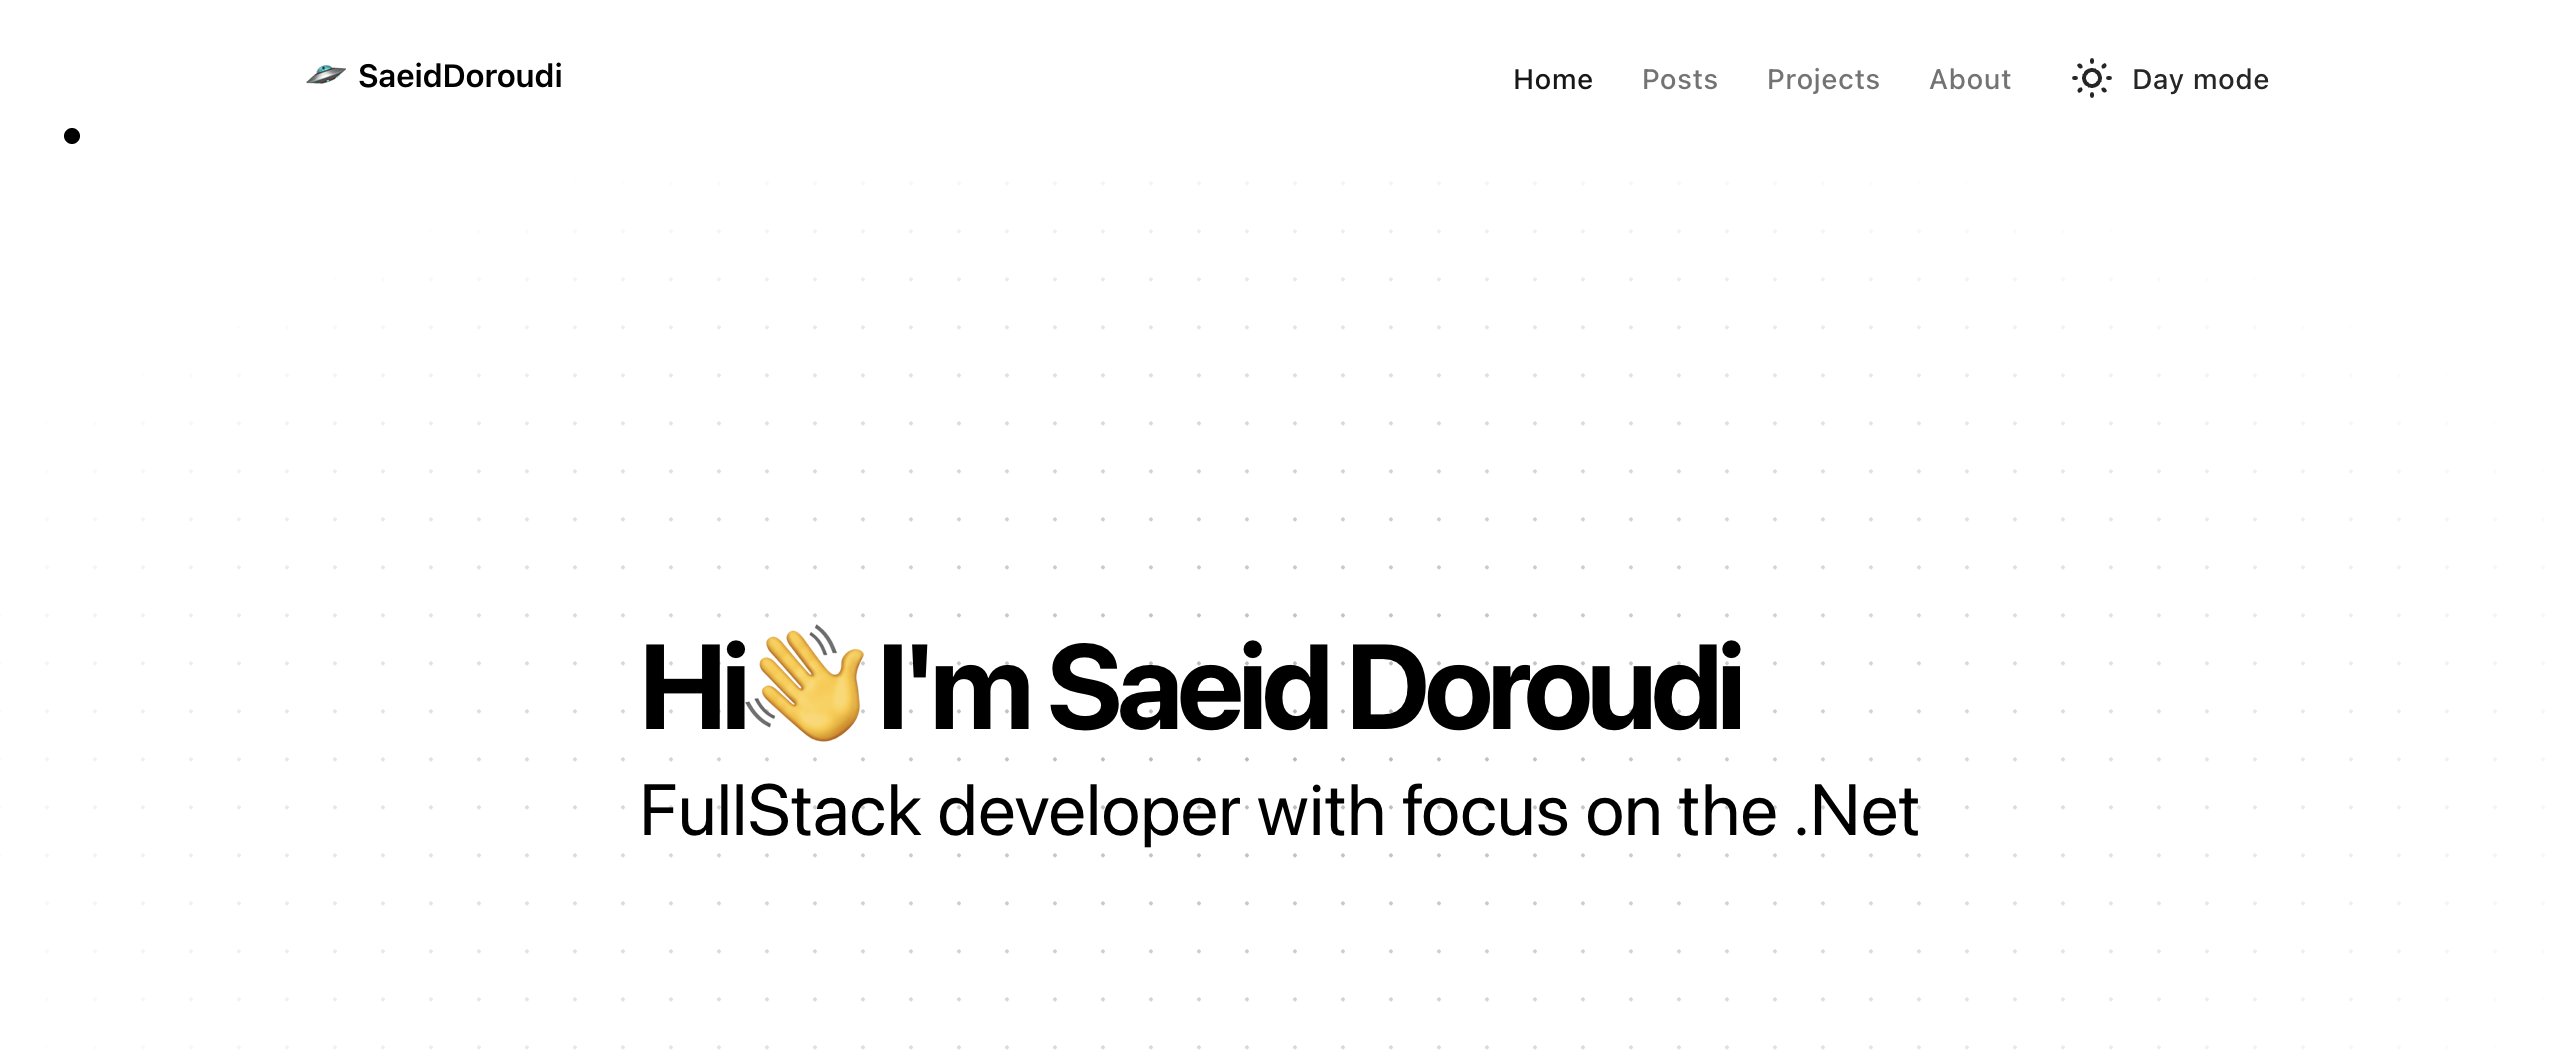 SaeidDoroudi
Home Posts Projects About Day mode
Hi👋 I'm Saeid Doroudi
FullStack developer with focus on the .Net